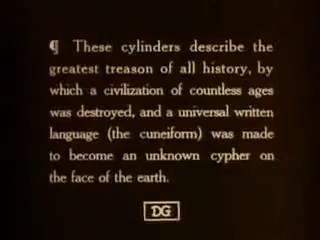 ¶ These cylinders describe the
greatest treason of all history, by
which a civilization of countless ages
was destroyed, and a universal written
language (the cuneiform) was made
to become an unknown cypher on
the face of the earth.
DG